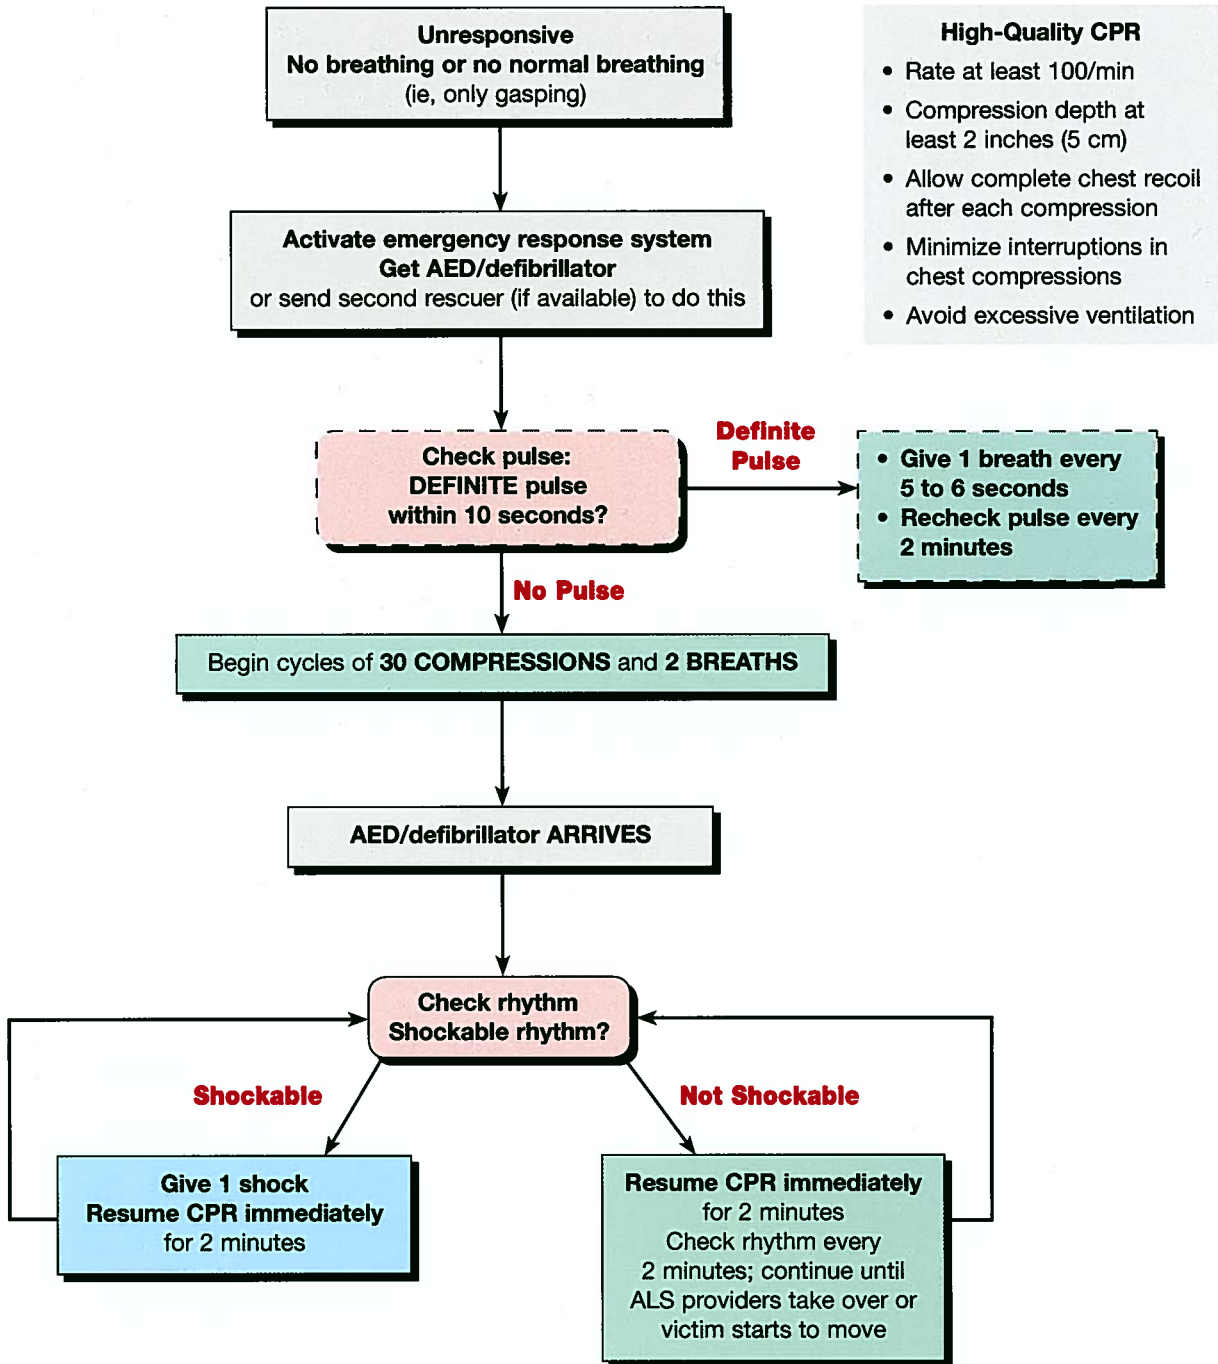 Unresponsive
No breathing or no normal breathing
(ie, only gasping)
High-Quality CPR
• Rate at least 100/min
• Compression depth at
least 2 inches (5 cm)
• Allow complete chest recoil
after each compression
• Minimize interruptions in
chest compressions
• Avoid excessive ventilation
Activate emergency response system
Get AED/defibrillator
or send second rescuer (if available) to do this
Check pulse:
DEFINITE pulse
within 10 seconds?
Definite
Pulse
• Give 1 breath every
5 to 6 seconds
• Recheck pulse every
2 minutes
No Pulse
Begin cycles of 30 COMPRESSIONS and 2 BREATHS
AED/defibrillator ARRIVES
Check rhythm
Shockable rhythm?
Shockable
Not Shockable
Give 1 shock
Resume CPR immediately
for 2 minutes
Resume CPR immediately
for 2 minutes
Check rhythm every
2 minutes; continue until
ALS providers take over or
victim starts to move